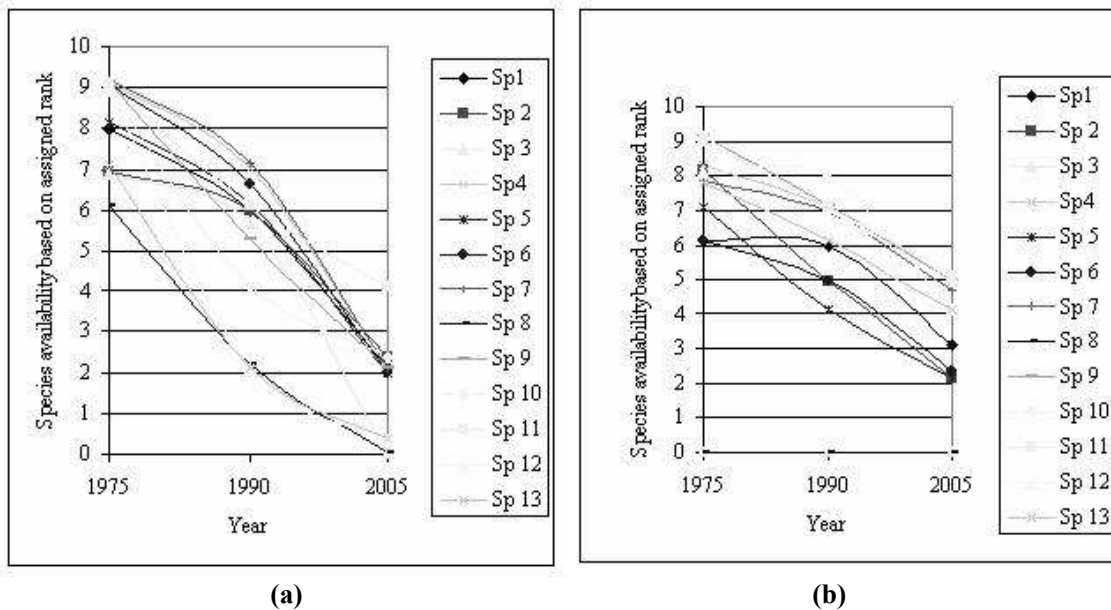 10
9
8
7
6
5
4
3
2
1
0
Species availability based on assigned rank
1975 1990 2005
Year
Sp1
Sp 2
Sp 3
Sp4
Sp 5
Sp 6
Sp 7
Sp 8
Sp 9
Sp 10
Sp 11
Sp 12
Sp 13
(a)
10
9
8
7
6
5
4
3
2
1
0
Species availability based on assigned rank
1975 1990 2005
Year
Sp1
Sp 2
Sp 3
Sp4
Sp 5
Sp 6
Sp 7
Sp 8
Sp 9
Sp 10
Sp 11
Sp 12
Sp 13
(b)